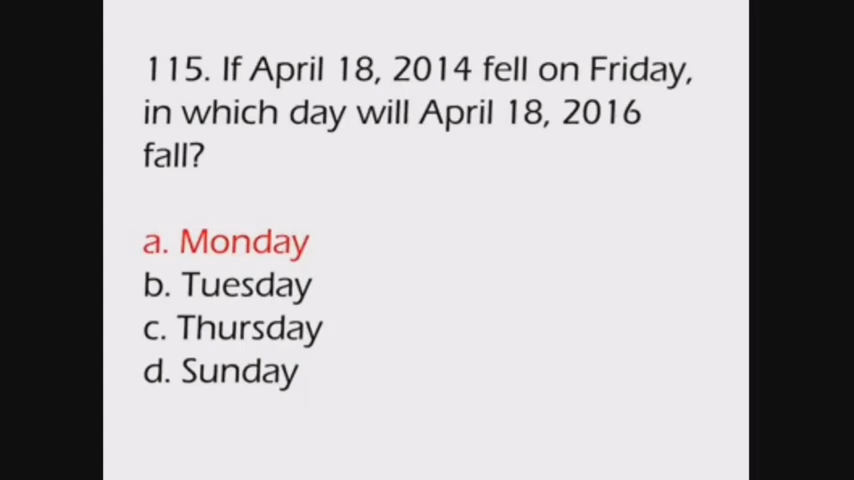 115. If April 18, 2014 fell on Friday,
in which day will April 18, 2016
fall?
a. Monday
b. Tuesday
c. Thursday
d. Sunday